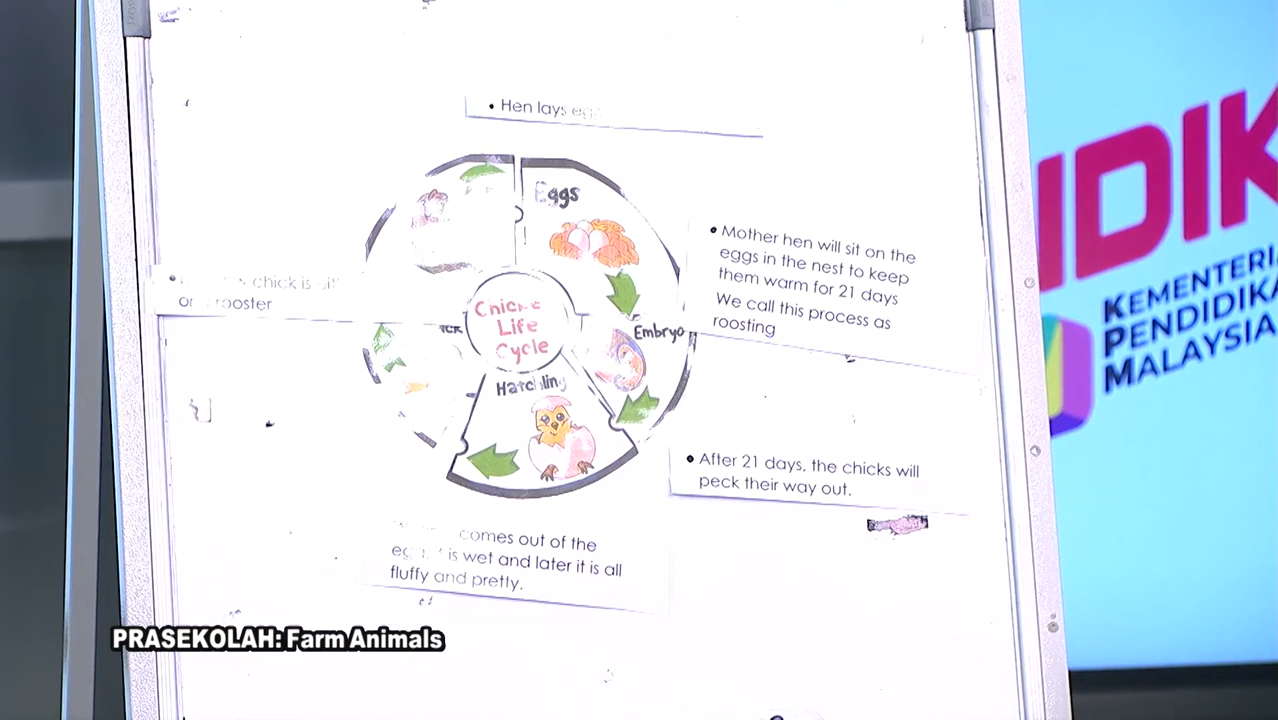 • Hen lays
Eggs
• Mother hen will sit on the
eggs in the nest to keep
them warm for 21 days
We call this process as
roosting
chick is
rooster
Chicken
Life
Cycle
Embryo
Hatchling
• After 21 days, the chicks will
peck their way out.
comes out of the
is wet and later it is all
fluffy and pretty.
PRASEKOLAH: Farm Animals
DIDIK
KEMENTERIAN
PENDIDIKAN
MALAYSIA